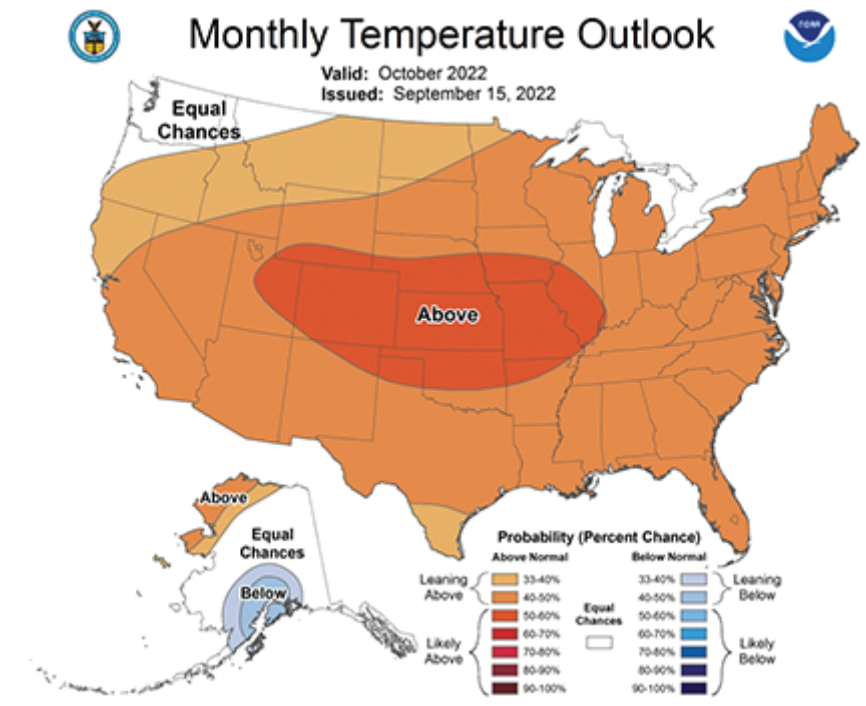 Monthly Temperature Outlook
Valid: October 2022
Issued: September 15, 2022
Equal
Chances
Above
Above
Equal
Chances
Below
Probability (Percent Chance)
Above Normal
Below Normal
Leaning
Above
33-40%
40-50%
Likely
Above
50-60%
60-70%
70-80%
80-90%
90-100%
Equal
Chances
33-40%
40-50%
Leaning
Below
50-60%
60-70%
70-80%
80-90%
90-100%
Likely
Below